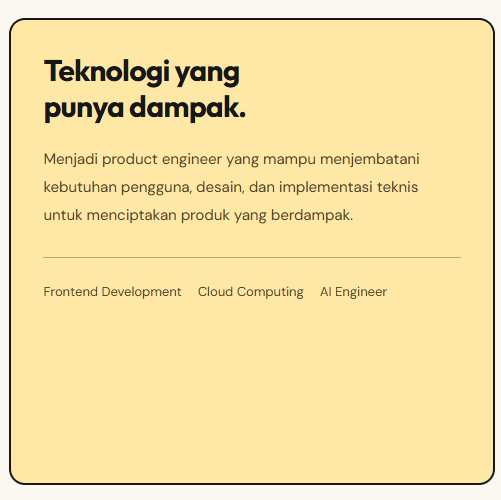 Teknologi yang
punya dampak.
Menjadi product engineer yang mampu menjembatani
kebutuhan pengguna, desain, dan implementasi teknis
untuk menciptakan produk yang berdampak.
Frontend Development Cloud Computing AI Engineer